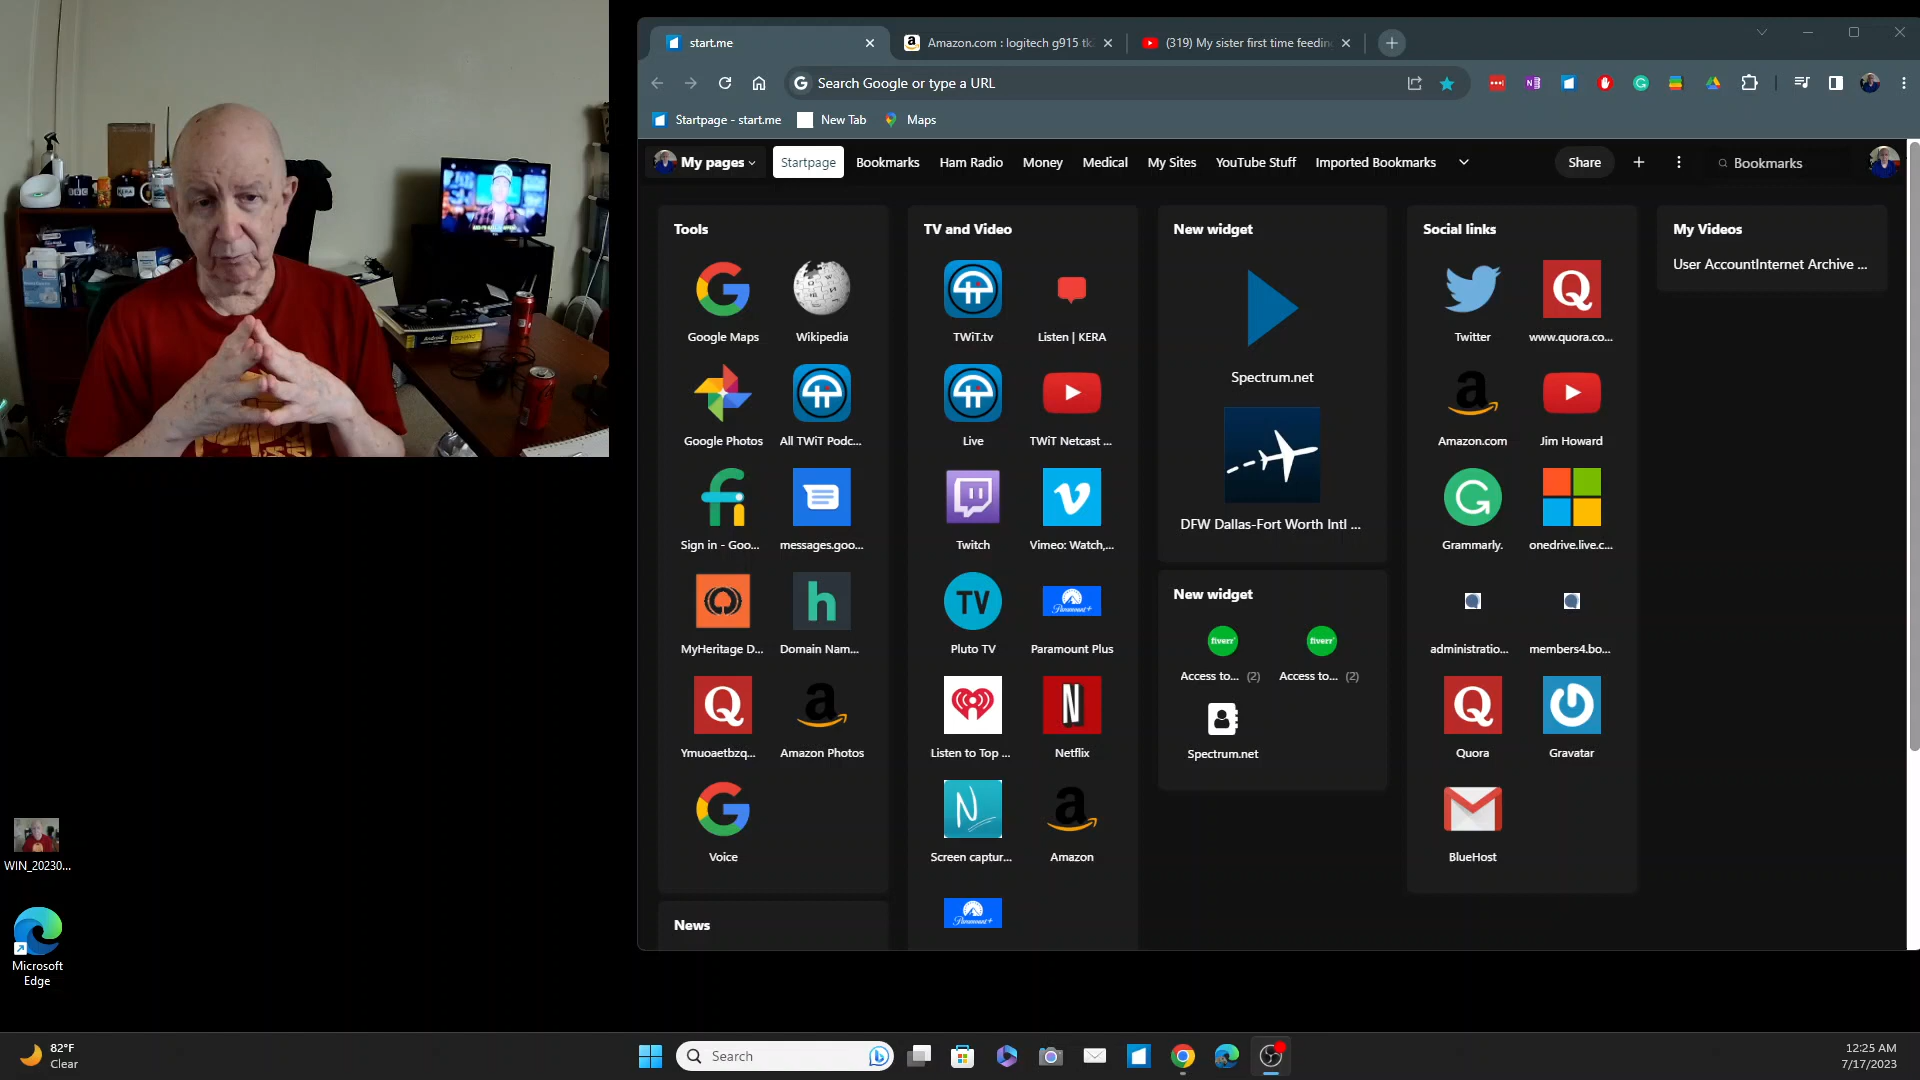 start.me
Amazon.com : logitech g915 tk
(319) My sister first time feeding
Search Google or type a URL
Startpage - start.me
New Tab
Maps
My pages
Startpage
Bookmarks
Ham Radio
Money
Medical
My Sites
YouTube Stuff
Imported Bookmarks
Share
Bookmarks
Tools
Google Maps
Wikipedia
Google Photos
All TWiT Podc...
Sign in - Goo...
messages.goo...
MyHeritage D...
Domain Nam...
Ymuoaetbzq...
Amazon Photos
Voice
News
TV and Video
TWiT.tv
Listen | KERA
Live
TWiT Netcast ...
Twitch
Vimeo: Watch,...
TV
Pluto TV
Paramount Plus
Listen to Top ...
Netflix
Screen captur...
Amazon
New widget
Spectrum.net
DFW Dallas-Fort Worth Intl ...
New widget
fiverr
fiverr
Access to... (2)
Access to... (2)
Spectrum.net
Social links
Twitter
www.quora.co...
Amazon.com
Jim Howard
Grammarly.
onedrive.live.c...
administratio...
members4.bo...
Quora
Gravatar
BlueHost
My Videos
User AccountInternet Archive ...
WIN_20230...
Microsoft
Edge
82°F
Clear
Search
12:25 AM
7/17/2023